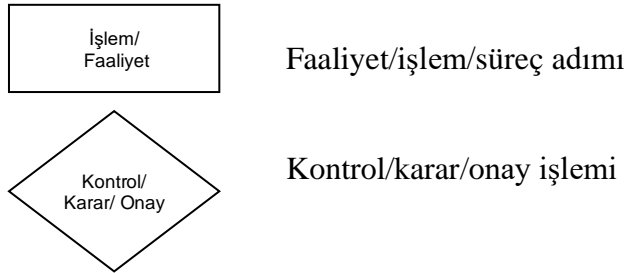 İşlem/
Faaliyet
Faaliyet/işlem/süreç adımı
Kontrol/
Karar/ Onay
Kontrol/karar/onay işlemi